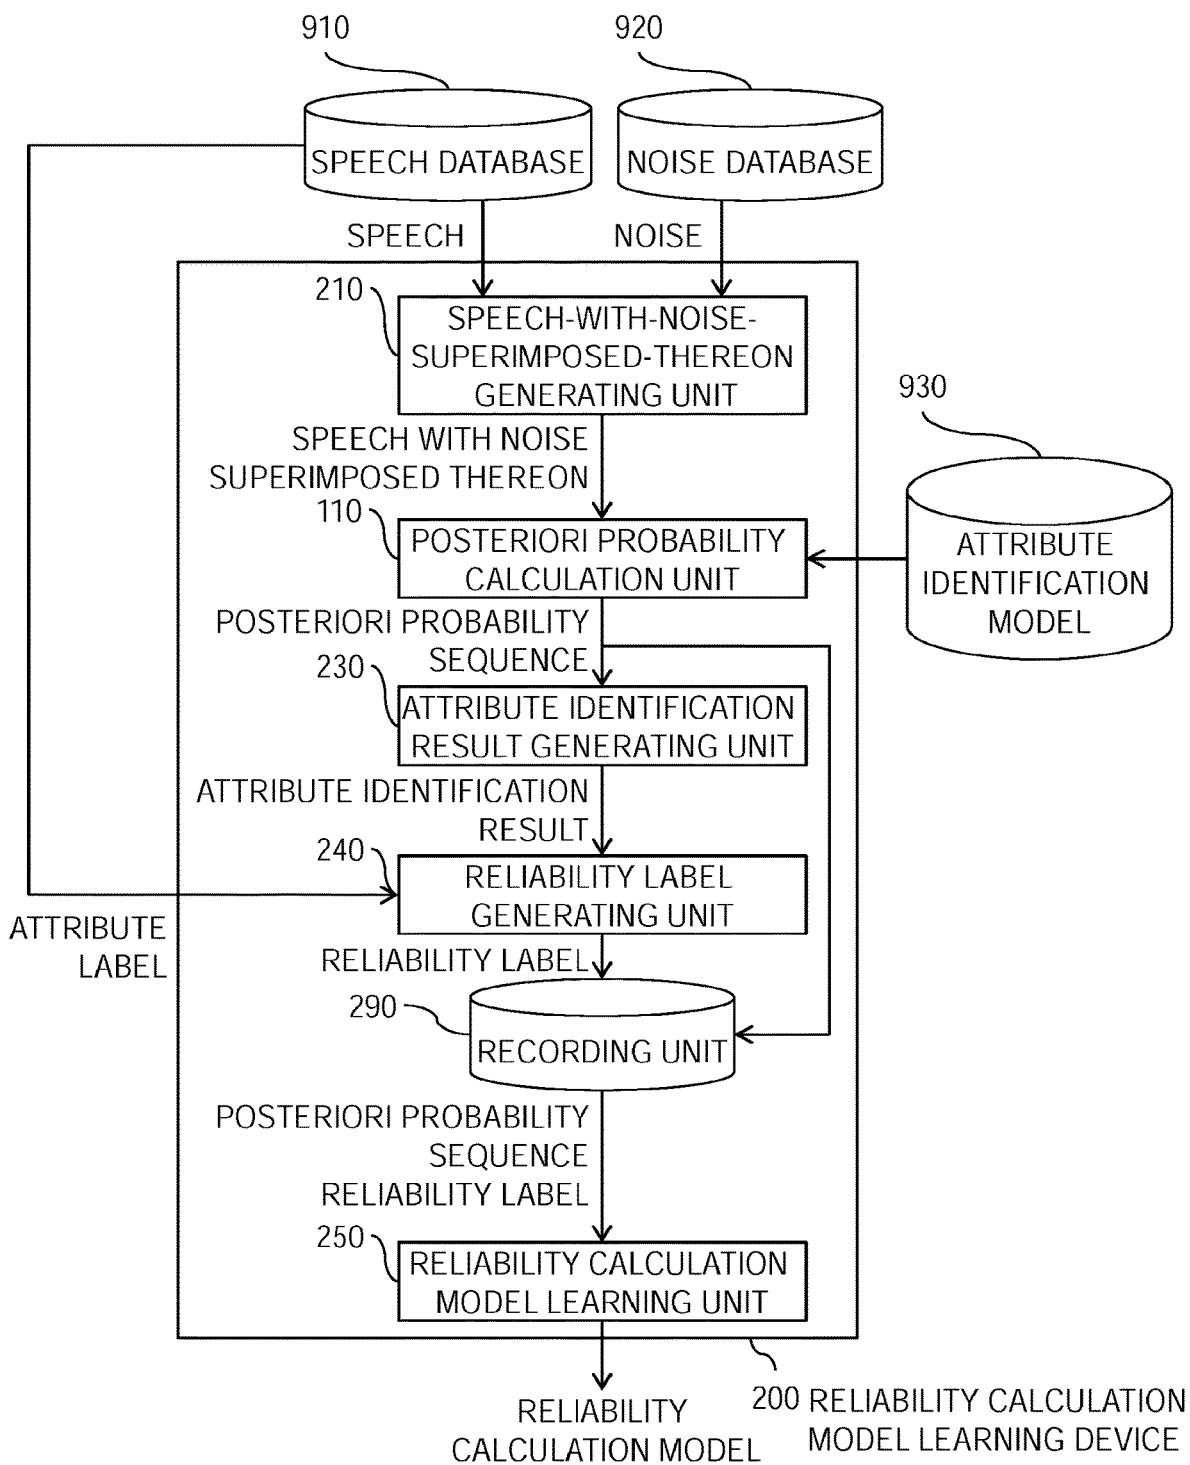 910
920
SPEECH DATABASE
NOISE DATABASE
SPEECH
NOISE
210
SPEECH-WITH-NOISE-
SUPERIMPOSED-THEREON
GENERATING UNIT
930
SPEECH WITH NOISE
SUPERIMPOSED THEREON
110
POSTERIORI PROBABILITY
CALCULATION UNIT
ATTRIBUTE
IDENTIFICATION
MODEL
POSTERIORI PROBABILITY
SEQUENCE
230
ATTRIBUTE IDENTIFICATION
RESULT GENERATING UNIT
ATTRIBUTE IDENTIFICATION
RESULT
240
RELIABILITY LABEL
GENERATING UNIT
ATTRIBUTE
LABEL
RELIABILITY LABEL
290
RECORDING UNIT
POSTERIORI PROBABILITY
SEQUENCE
RELIABILITY LABEL
250
RELIABILITY CALCULATION
MODEL LEARNING UNIT
RELIABILITY
CALCULATION MODEL
200 RELIABILITY CALCULATION
MODEL LEARNING DEVICE